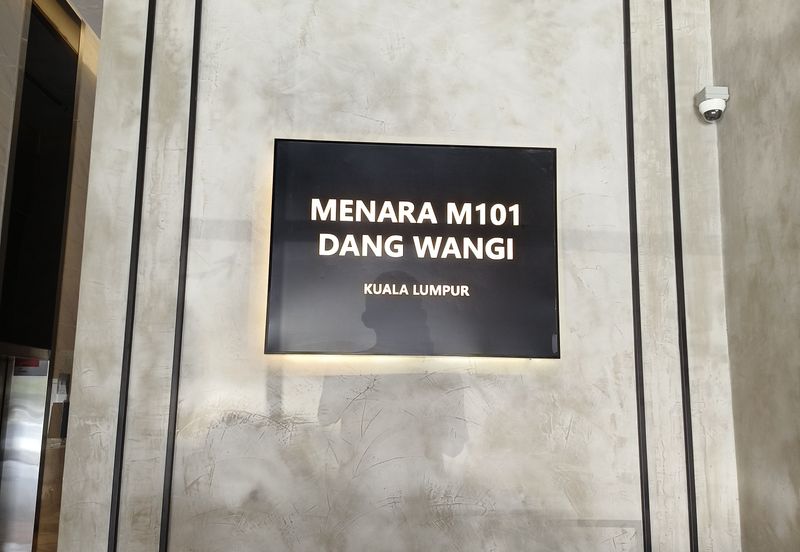 MENARA M101
DANG WANGI
KUALA LUMPUR